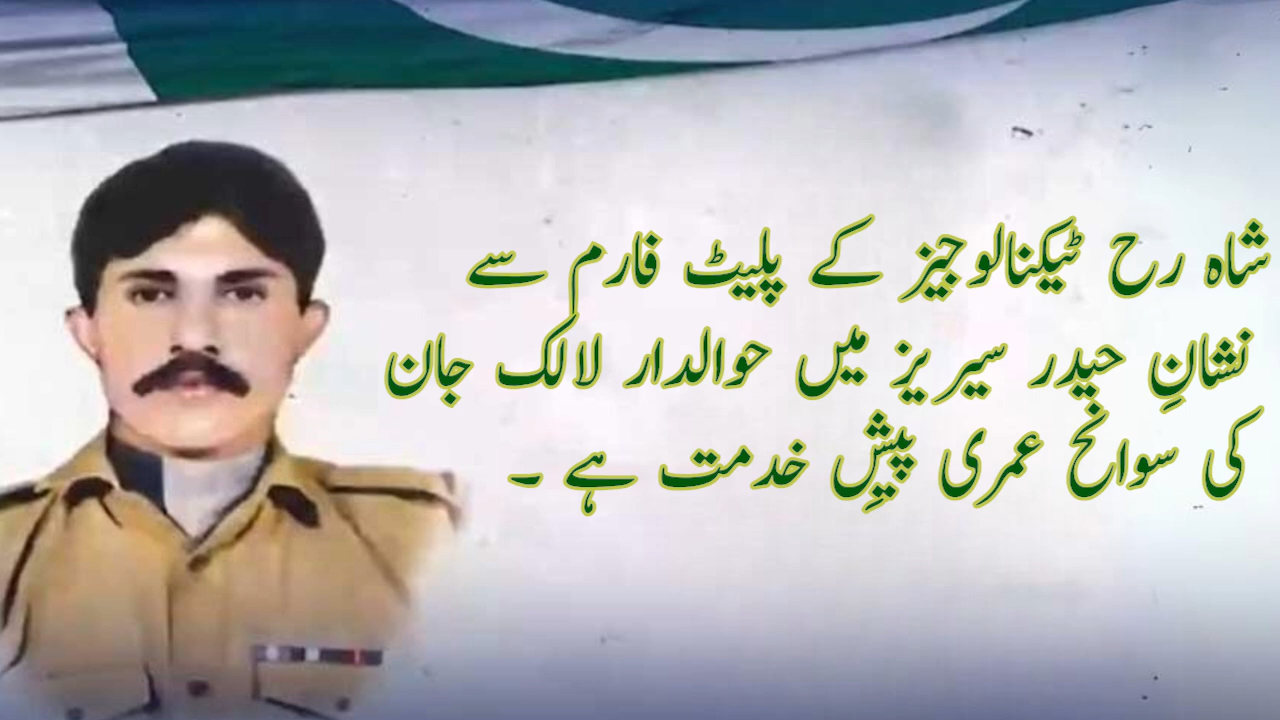 شاہ رح ٹیکنالوجیز کے پلیٹ فارم سے
نشانِ حیدر سیریز میں حوالدار لالک جان
کی سوانح عمری پیشِ خدمت ہے ۔